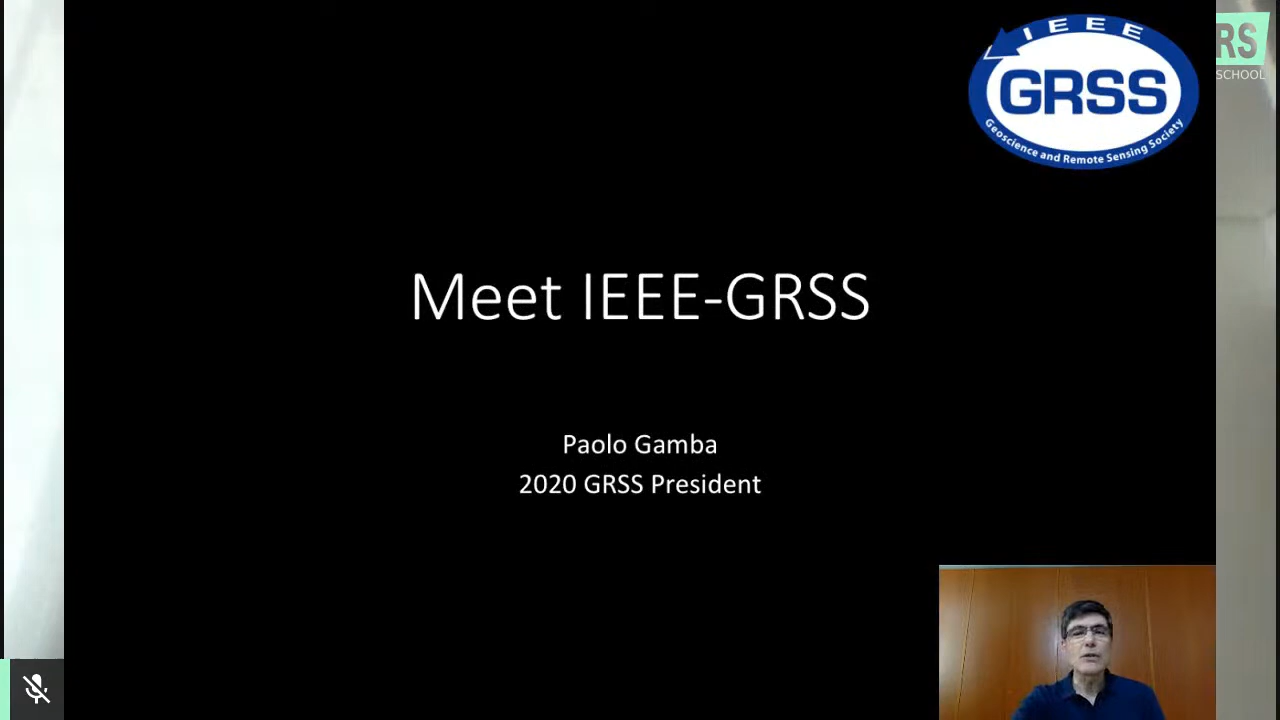 IEEE
GRSS
Geoscience and Remote Sensing Society
RS
SCHOOL
Meet IEEE-GRSS
Paolo Gamba
2020 GRSS President